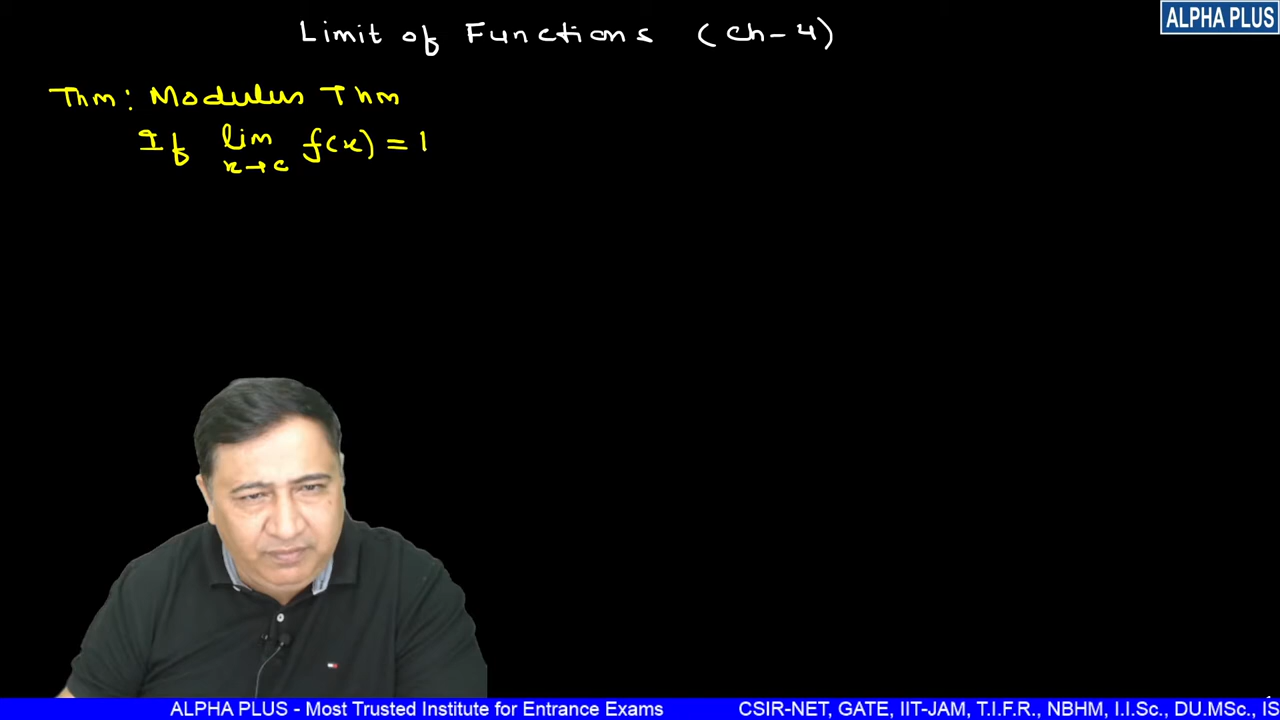 Limit of Functions (Ch-4)
ALPHA PLUS
Thm: Modulus Thm
If lim f(x) = l
x→c
ALPHA PLUS - Most Trusted Institute for Entrance Exams CSIR-NET, GATE, IIT-JAM, T.I.F.R., NBHM, I.I.Sc., DU.MSc., IS